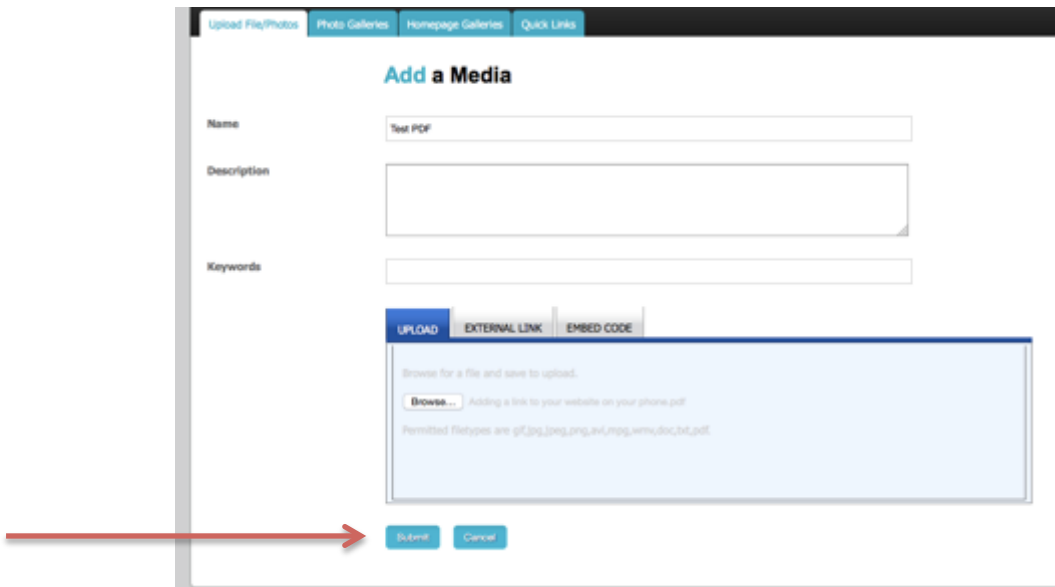 Upload File/Photos Photo Galleries Homepage Galleries Quick Links
Add a Media
Name
Test PDF
Description
Keywords
UPLOAD EXTERNAL LINK EMBED CODE
Browse for a file and save to upload.
Browse... Adding a link to your website on your phone.pdf
Permitted filetypes are gif,jpg,jpeg,png,avi,mpg,wmv,doc,txt,pdf.
Submit Cancel